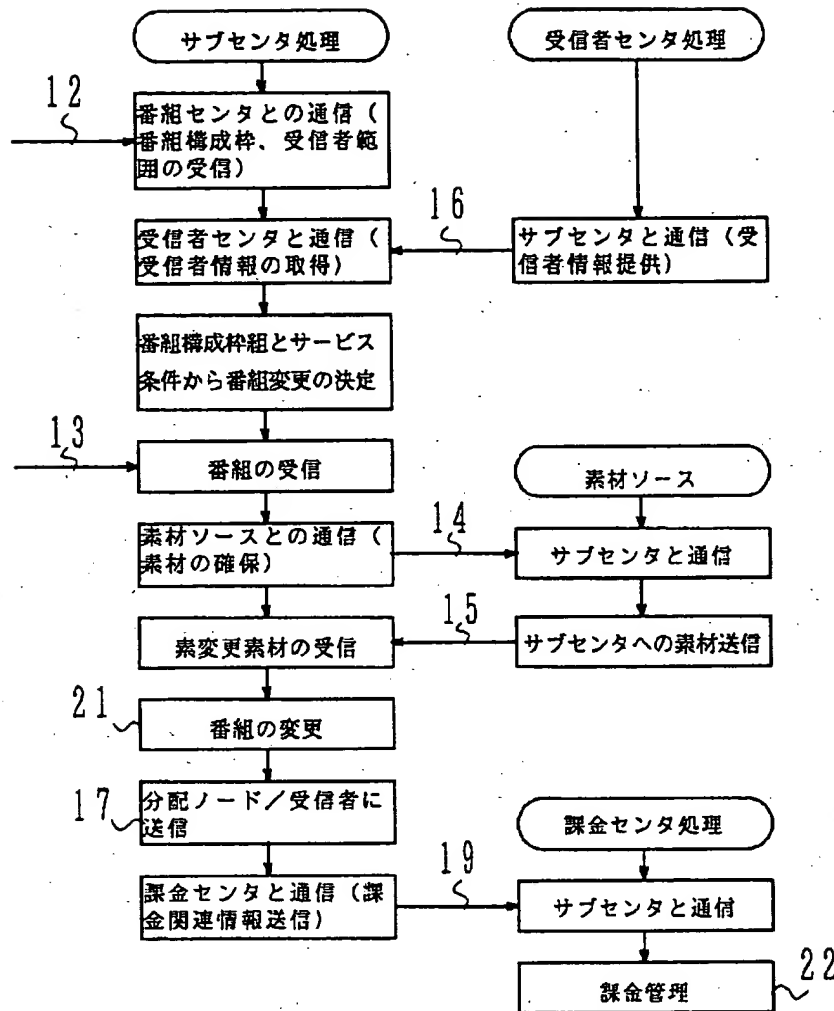 サブセンタ処理
受信者センタ処理
12
番組センタとの通信（
番組構成枠、受信者範
囲の受信）
16
受信者センタと通信（
受信者情報の取得）
サブセンタと通信（受
信者情報提供）
番組構成枠組とサービス
条件から番組変更の決定
13
番組の受信
素材ソース
素材ソースとの通信（
素材の確保）
14
サブセンタと通信
15
素変更素材の受信
サブセンタへの素材送信
21
番組の変更
17
分配ノード／受信者に
送信
課金センタ処理
19
課金センタと通信（課
金関連情報送信）
サブセンタと通信
22
課金管理